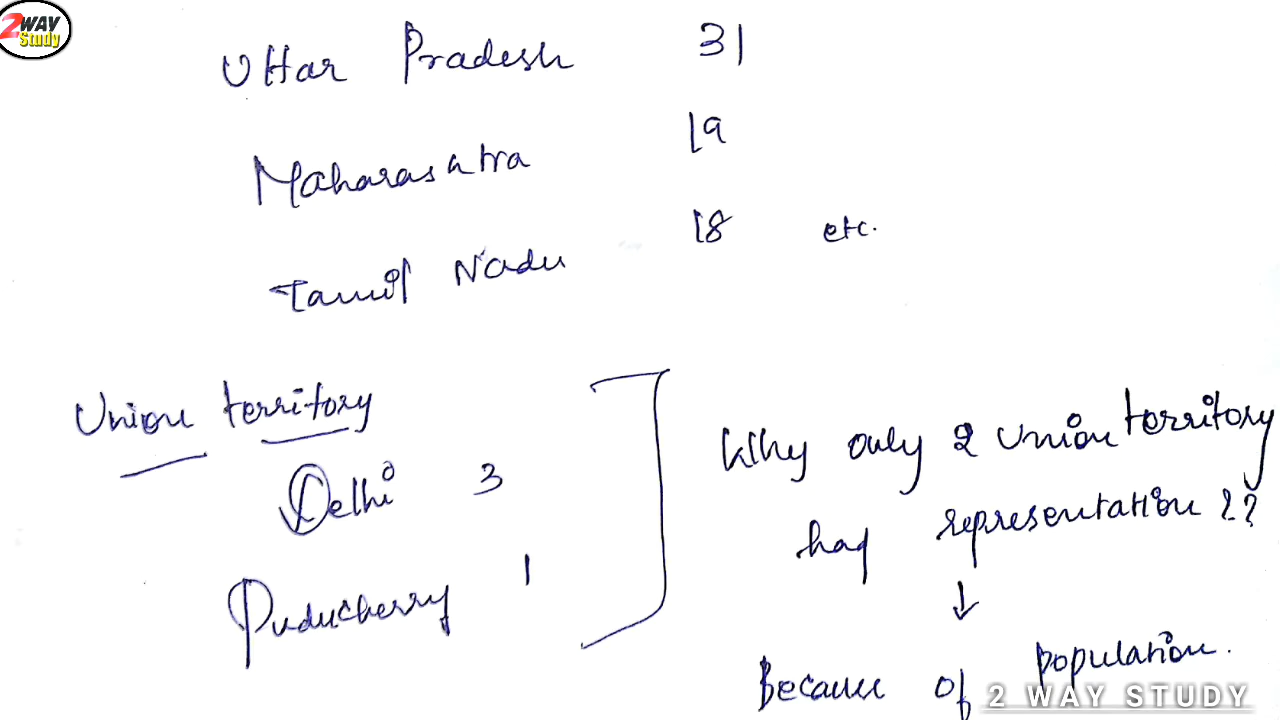 2WAY
Study
Uttar Pradesh 31
Maharasatra 19
Tamil Nadu 18 etc.
Union territory
Delhi 3
Puducherry 1
Why only 2 union territory
has representation ??
↓
Because of population.
2 WAY STUDY